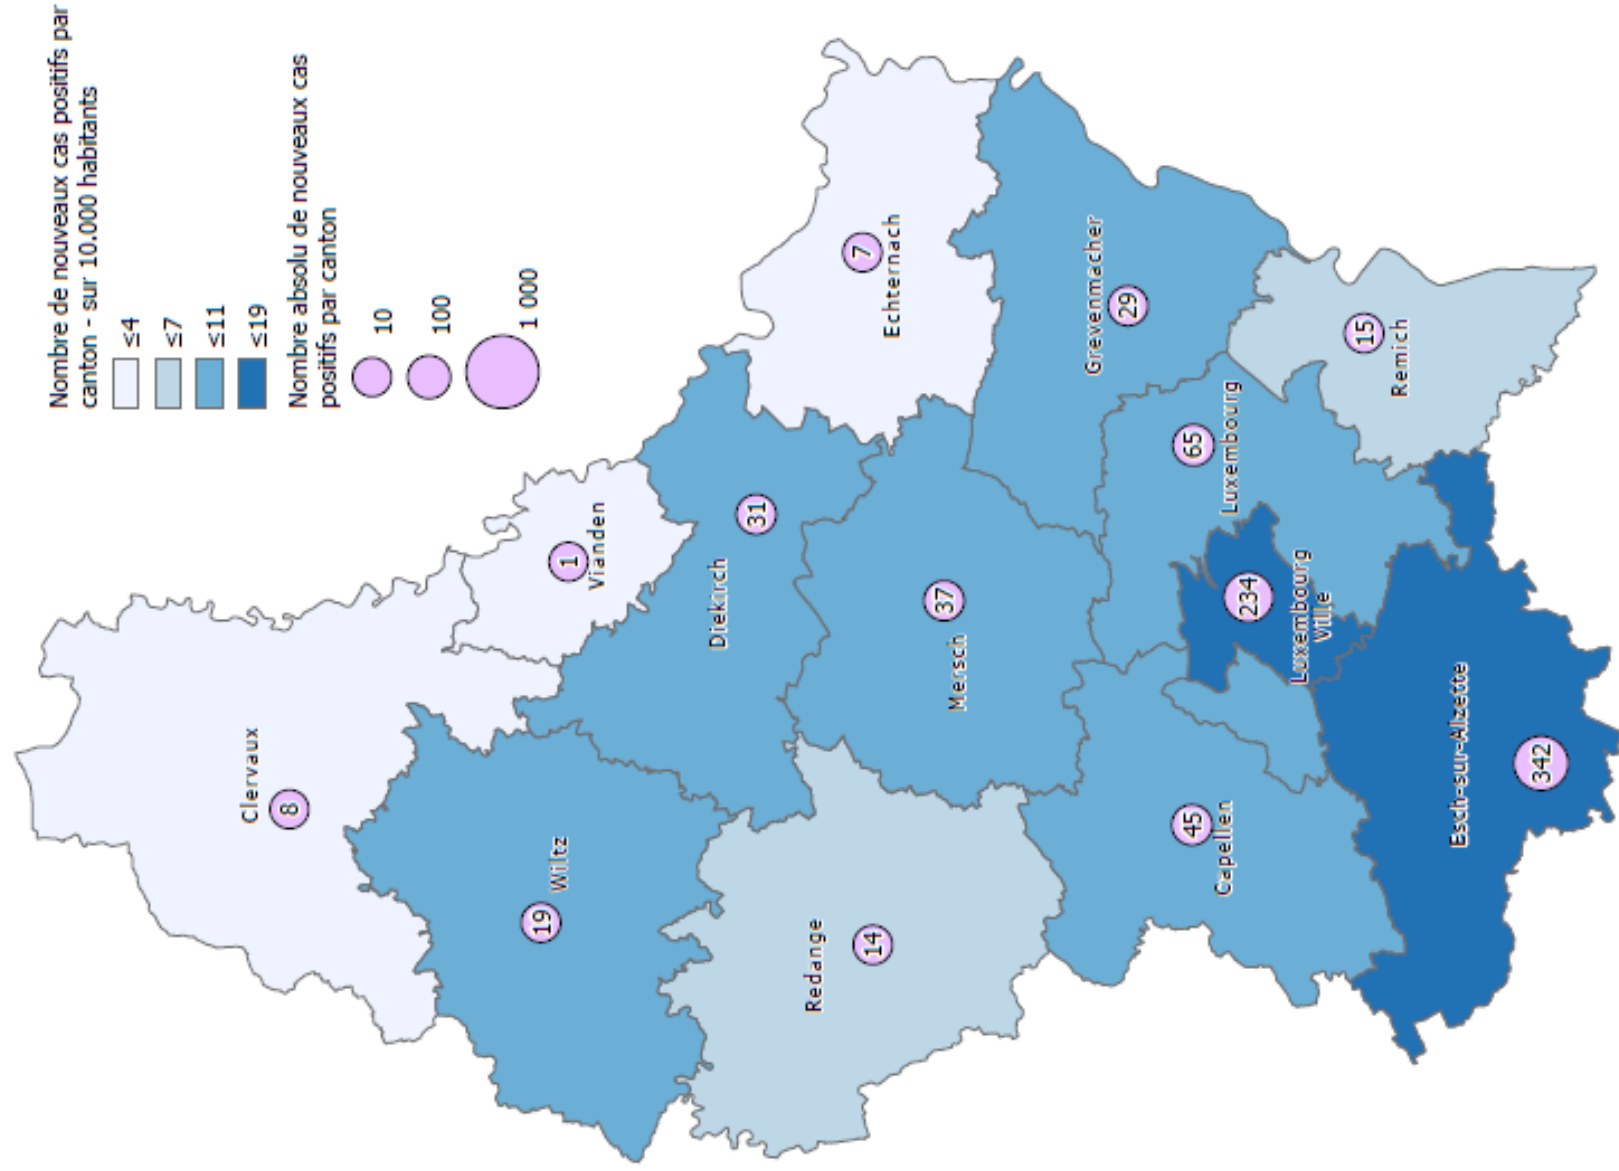 Nombre de nouveaux cas positifs par
canton - sur 10.000 habitants
≤4
≤7
≤11
≤19
Nombre absolu de nouveaux cas
positifs par canton
10
100
1 000
Clervaux
8
Wiltz
19
Vianden
1
Diekirch
31
Redange
14
Mersch
37
Echternach
7
Grevenmacher
29
Capellen
45
Luxembourg
65
Luxembourg
Ville
234
Remich
15
Esch-sur-Alzette
342